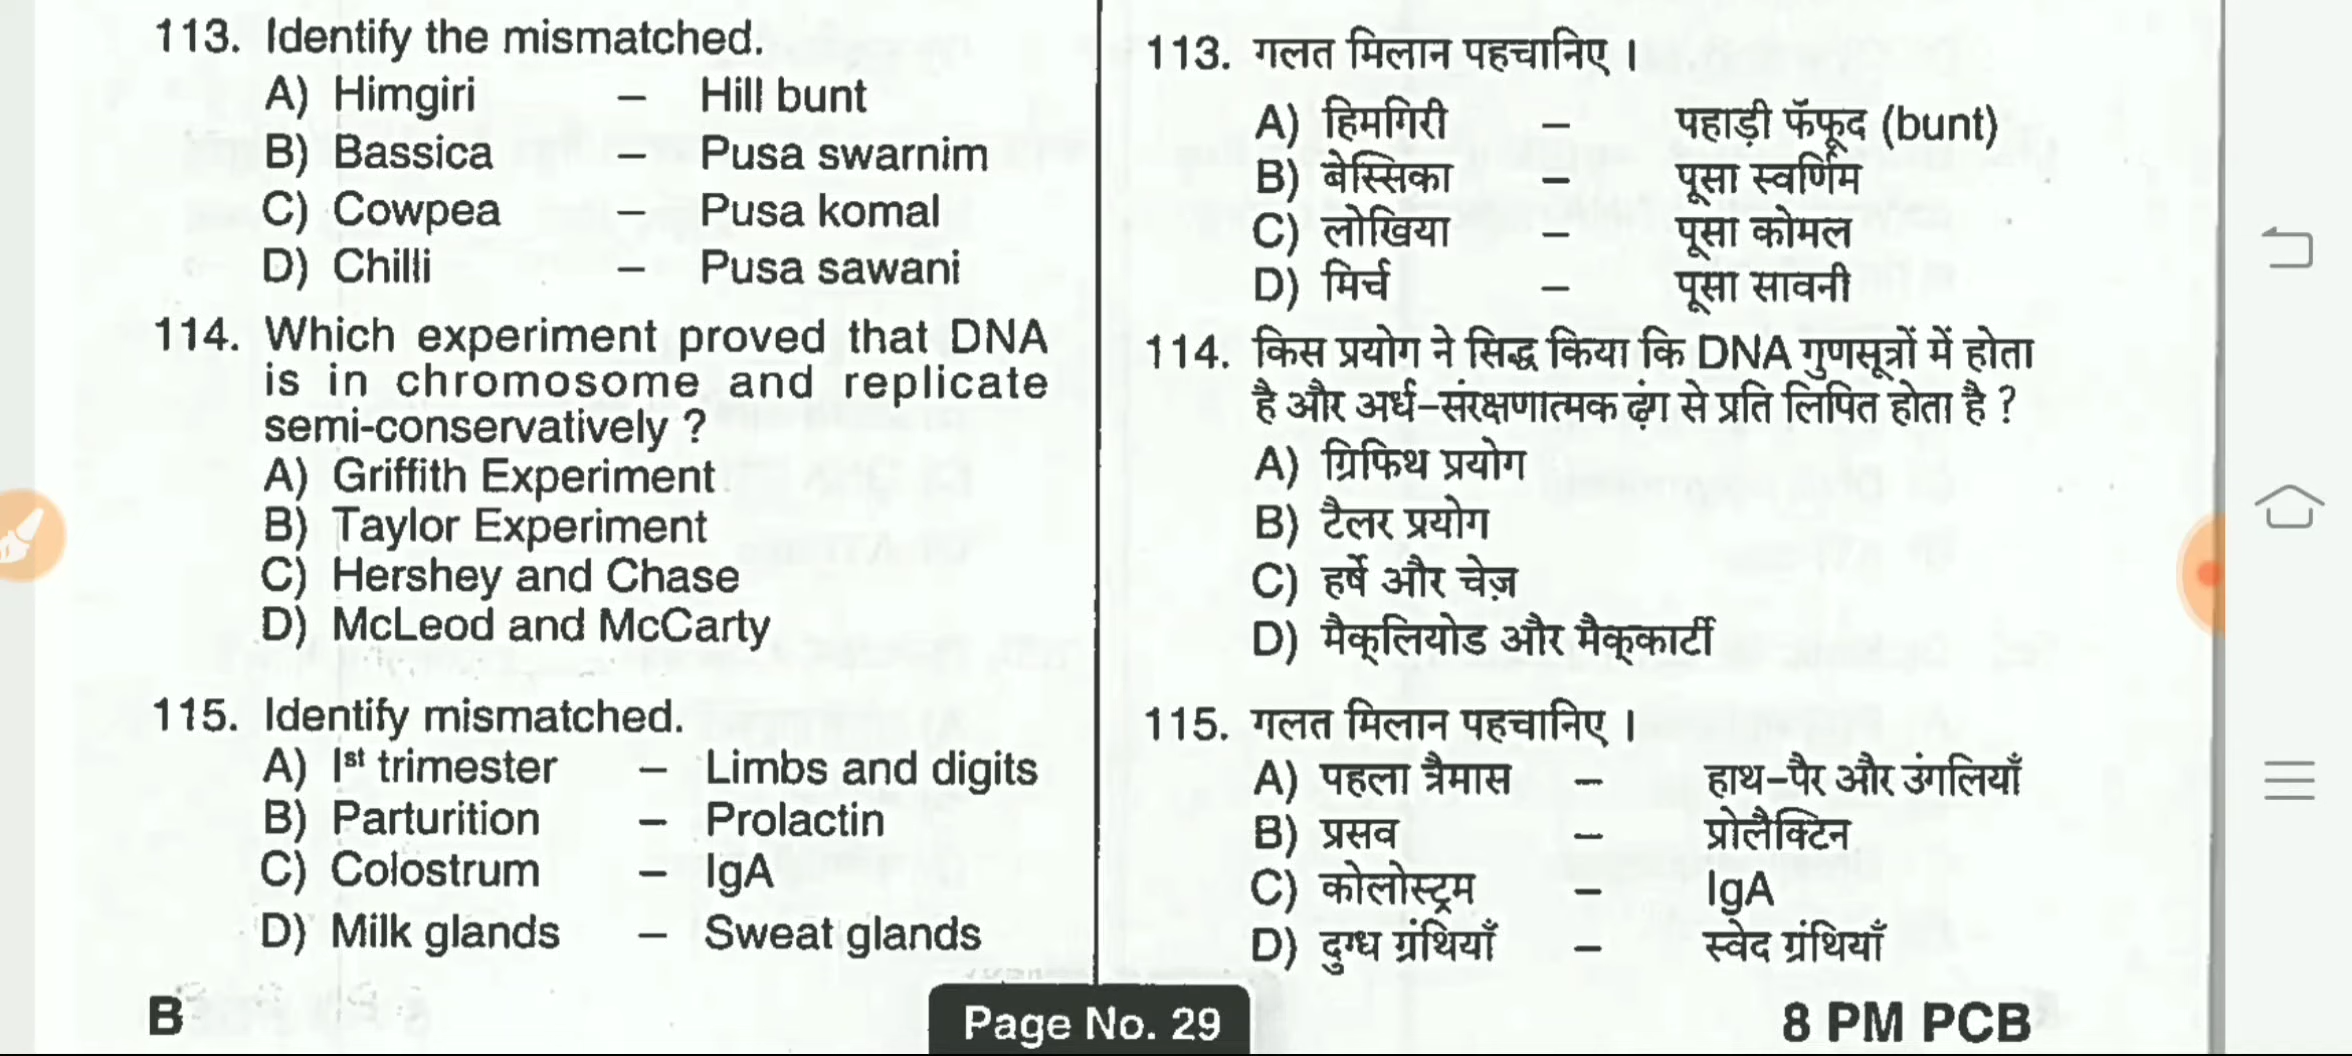 113. Identify the mismatched.
A) Himgiri – Hill bunt
B) Bassica – Pusa swarnim
C) Cowpea – Pusa komal
D) Chilli – Pusa sawani
114. Which experiment proved that DNA
is in chromosome and replicate
semi-conservatively ?
A) Griffith Experiment
B) Taylor Experiment
C) Hershey and Chase
D) McLeod and McCarty
115. Identify mismatched.
A) Ist trimester – Limbs and digits
B) Parturition – Prolactin
C) Colostrum – IgA
D) Milk glands – Sweat glands
113. गलत मिलान पहचानिए ।
A) हिमगिरी – पहाड़ी फॅफूद (bunt)
B) बेस्सिका – पूसा स्वर्णिम
C) लोखिया – पूसा कोमल
D) मिर्च – पूसा सावनी
114. किस प्रयोग ने सिद्ध किया कि DNA गुणसूत्रों में होता
है और अर्ध-संरक्षणात्मक ढ़ंग से प्रति लिपित होता है ?
A) ग्रिफिथ प्रयोग
B) टैलर प्रयोग
C) हर्षे और चेज़
D) मैक्लियोड और मैक्कार्टी
115. गलत मिलान पहचानिए ।
A) पहला त्रैमास – हाथ-पैर और उंगलियाँ
B) प्रसव – प्रोलैक्टिन
C) कोलोस्ट्रम – IgA
D) दुग्ध ग्रंथियाँ – स्वेद ग्रंथियाँ
B Page No. 29 8 PM PCB